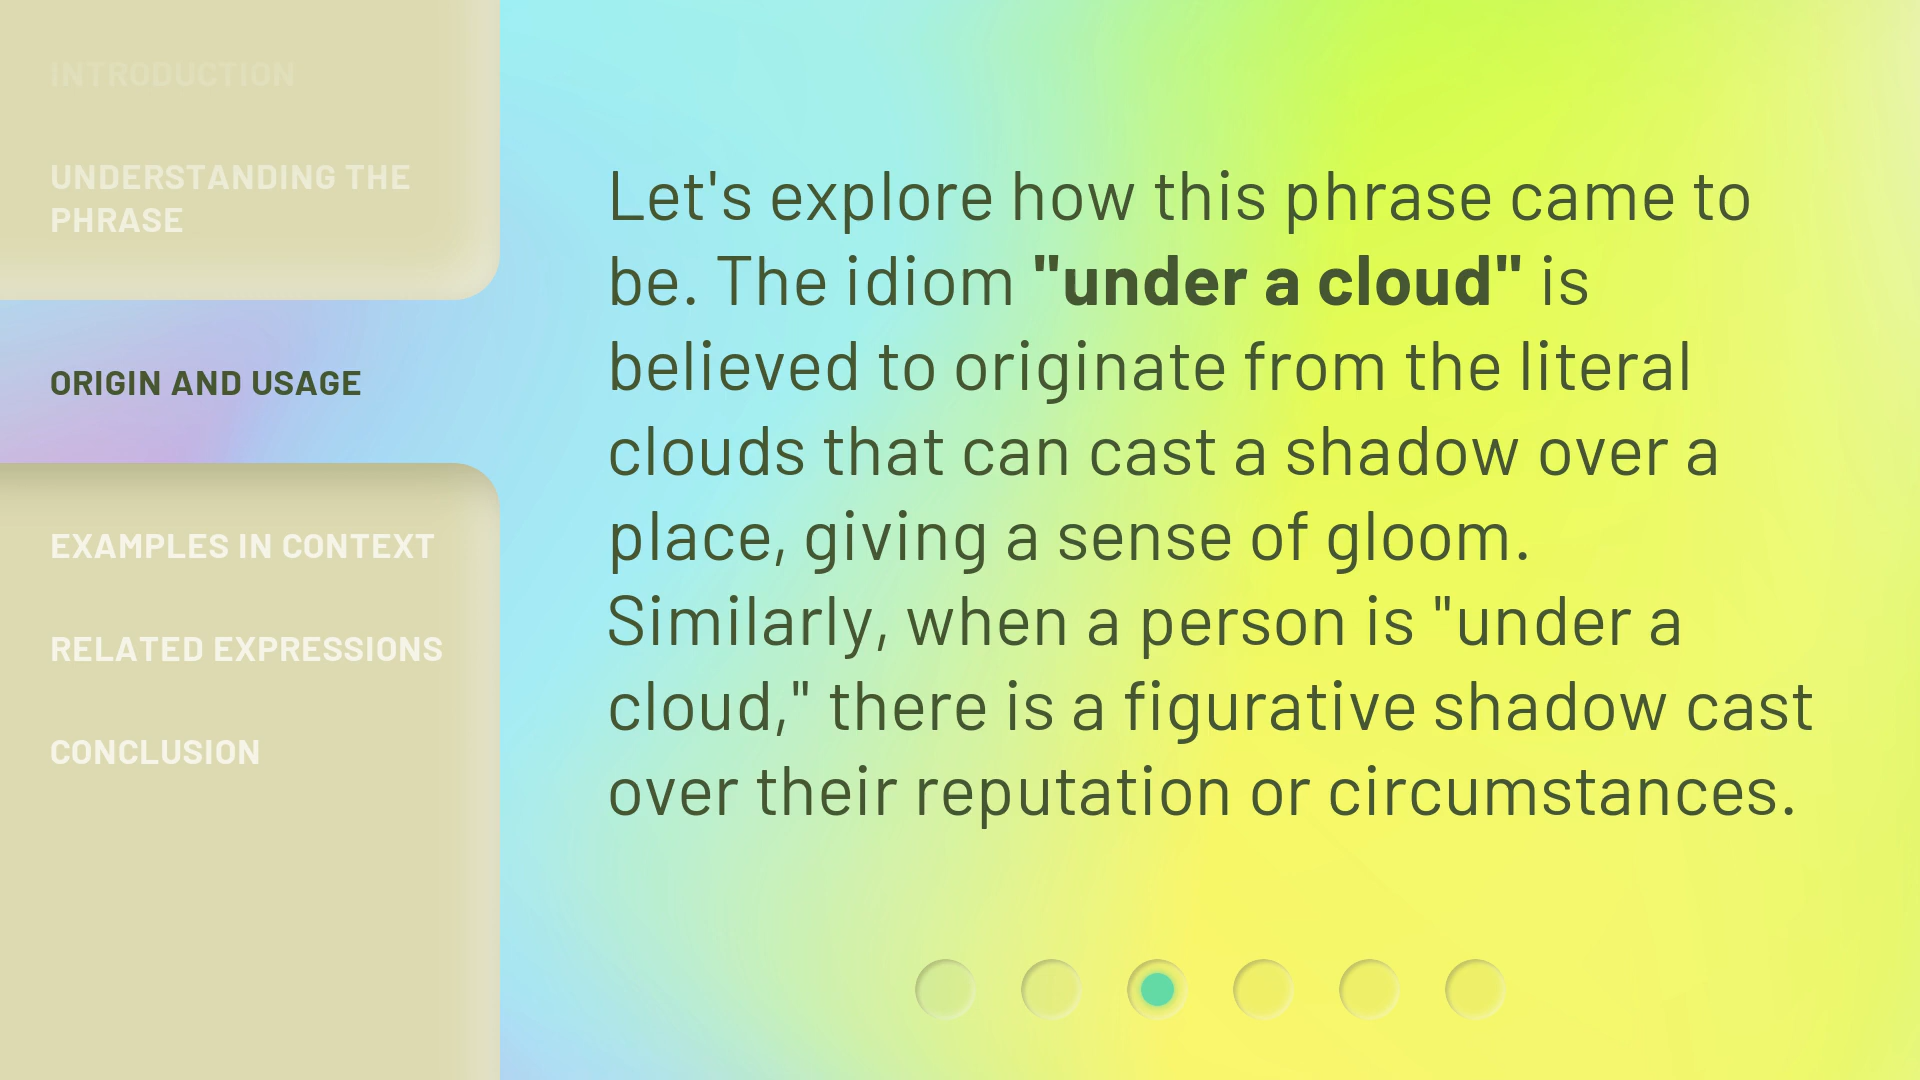 INTRODUCTION
UNDERSTANDING THE
PHRASE
ORIGIN AND USAGE
EXAMPLES IN CONTEXT
RELATED EXPRESSIONS
CONCLUSION
Let's explore how this phrase came to
be. The idiom "under a cloud" is
believed to originate from the literal
clouds that can cast a shadow over a
place, giving a sense of gloom.
Similarly, when a person is "under a
cloud," there is a figurative shadow cast
over their reputation or circumstances.